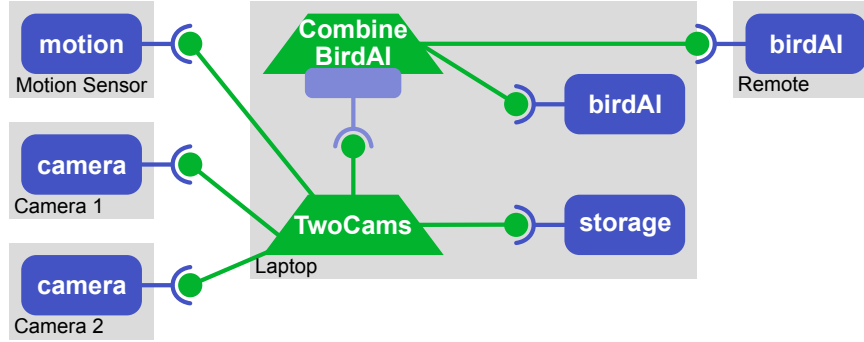 motion
Motion Sensor
Combine
BirdAI
birdAI
Remote
birdAI
camera
Camera 1
TwoCams
storage
Laptop
camera
Camera 2